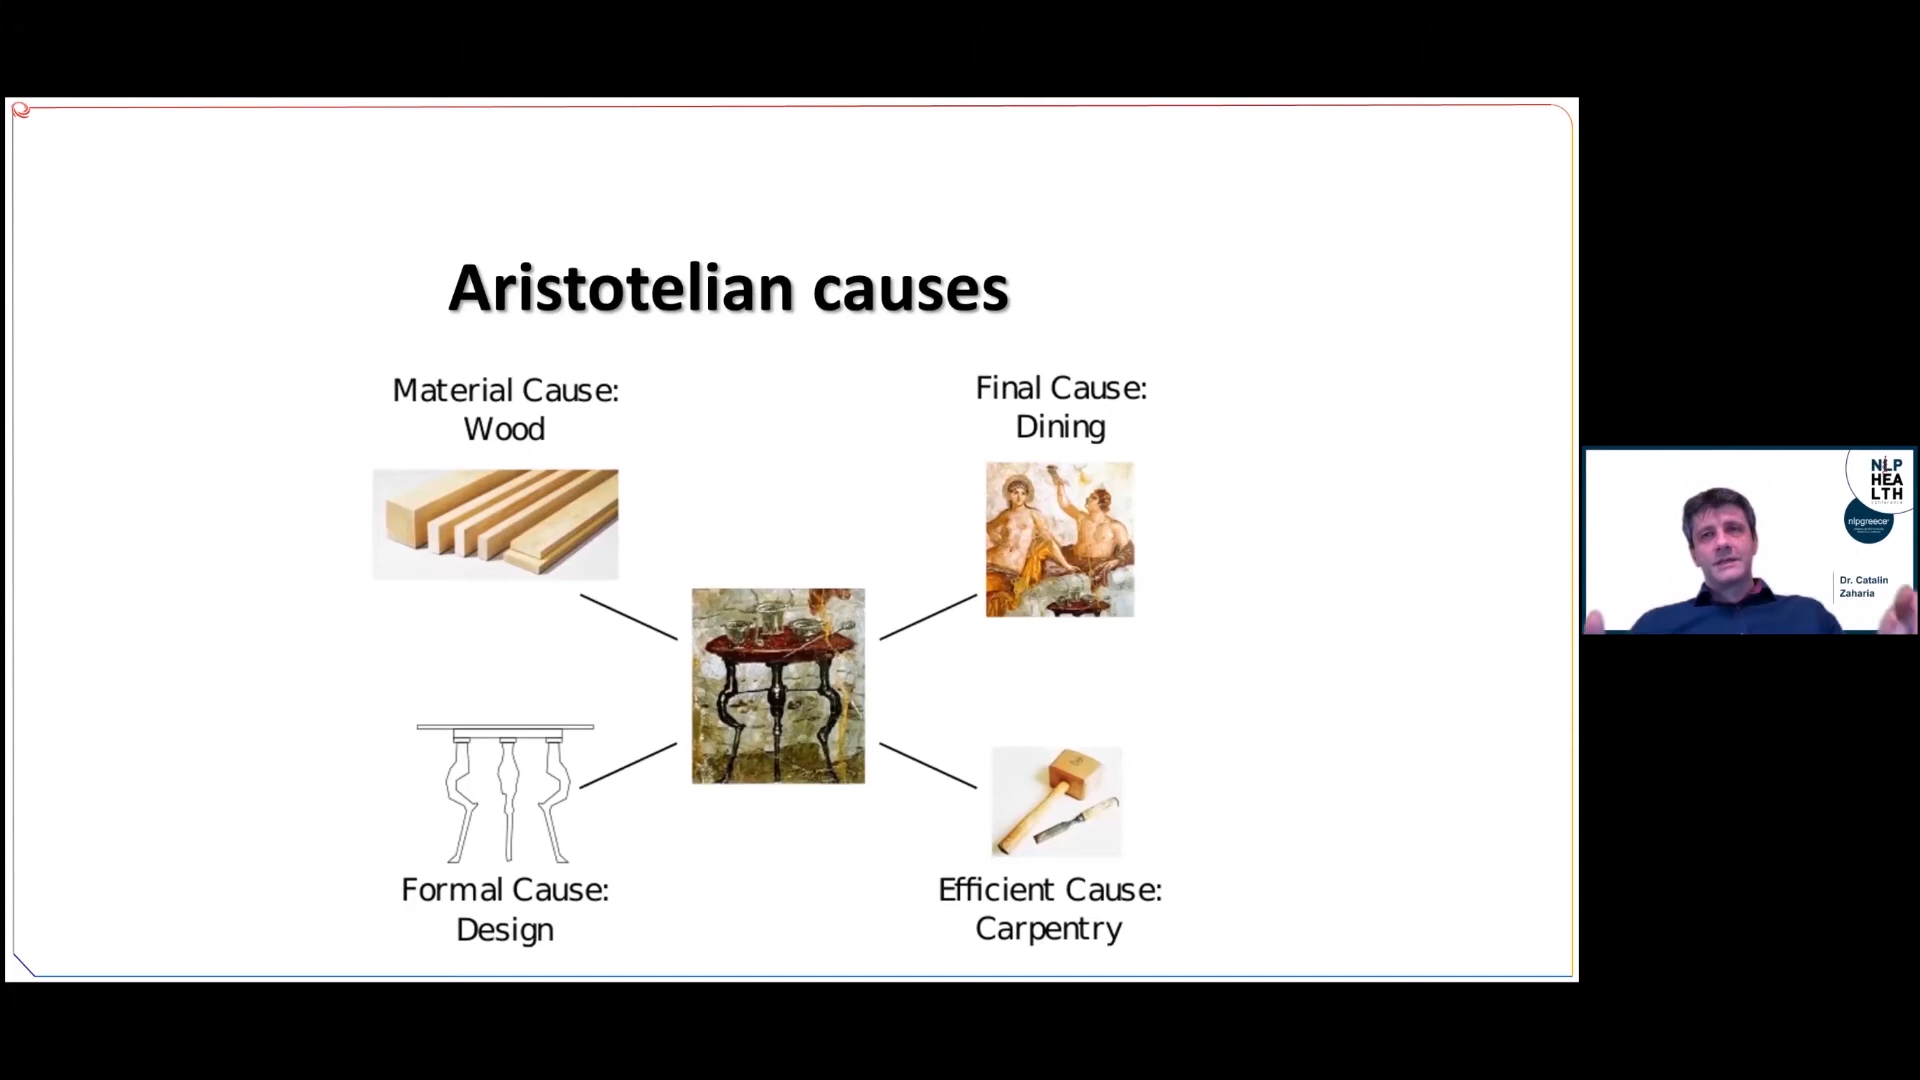 Aristotelian causes
Material Cause:
Wood
Final Cause:
Dining
Formal Cause:
Design
Efficient Cause:
Carpentry
NLP
HEA
LTH
nlpgreece
Dr. Catalin
Zaharia